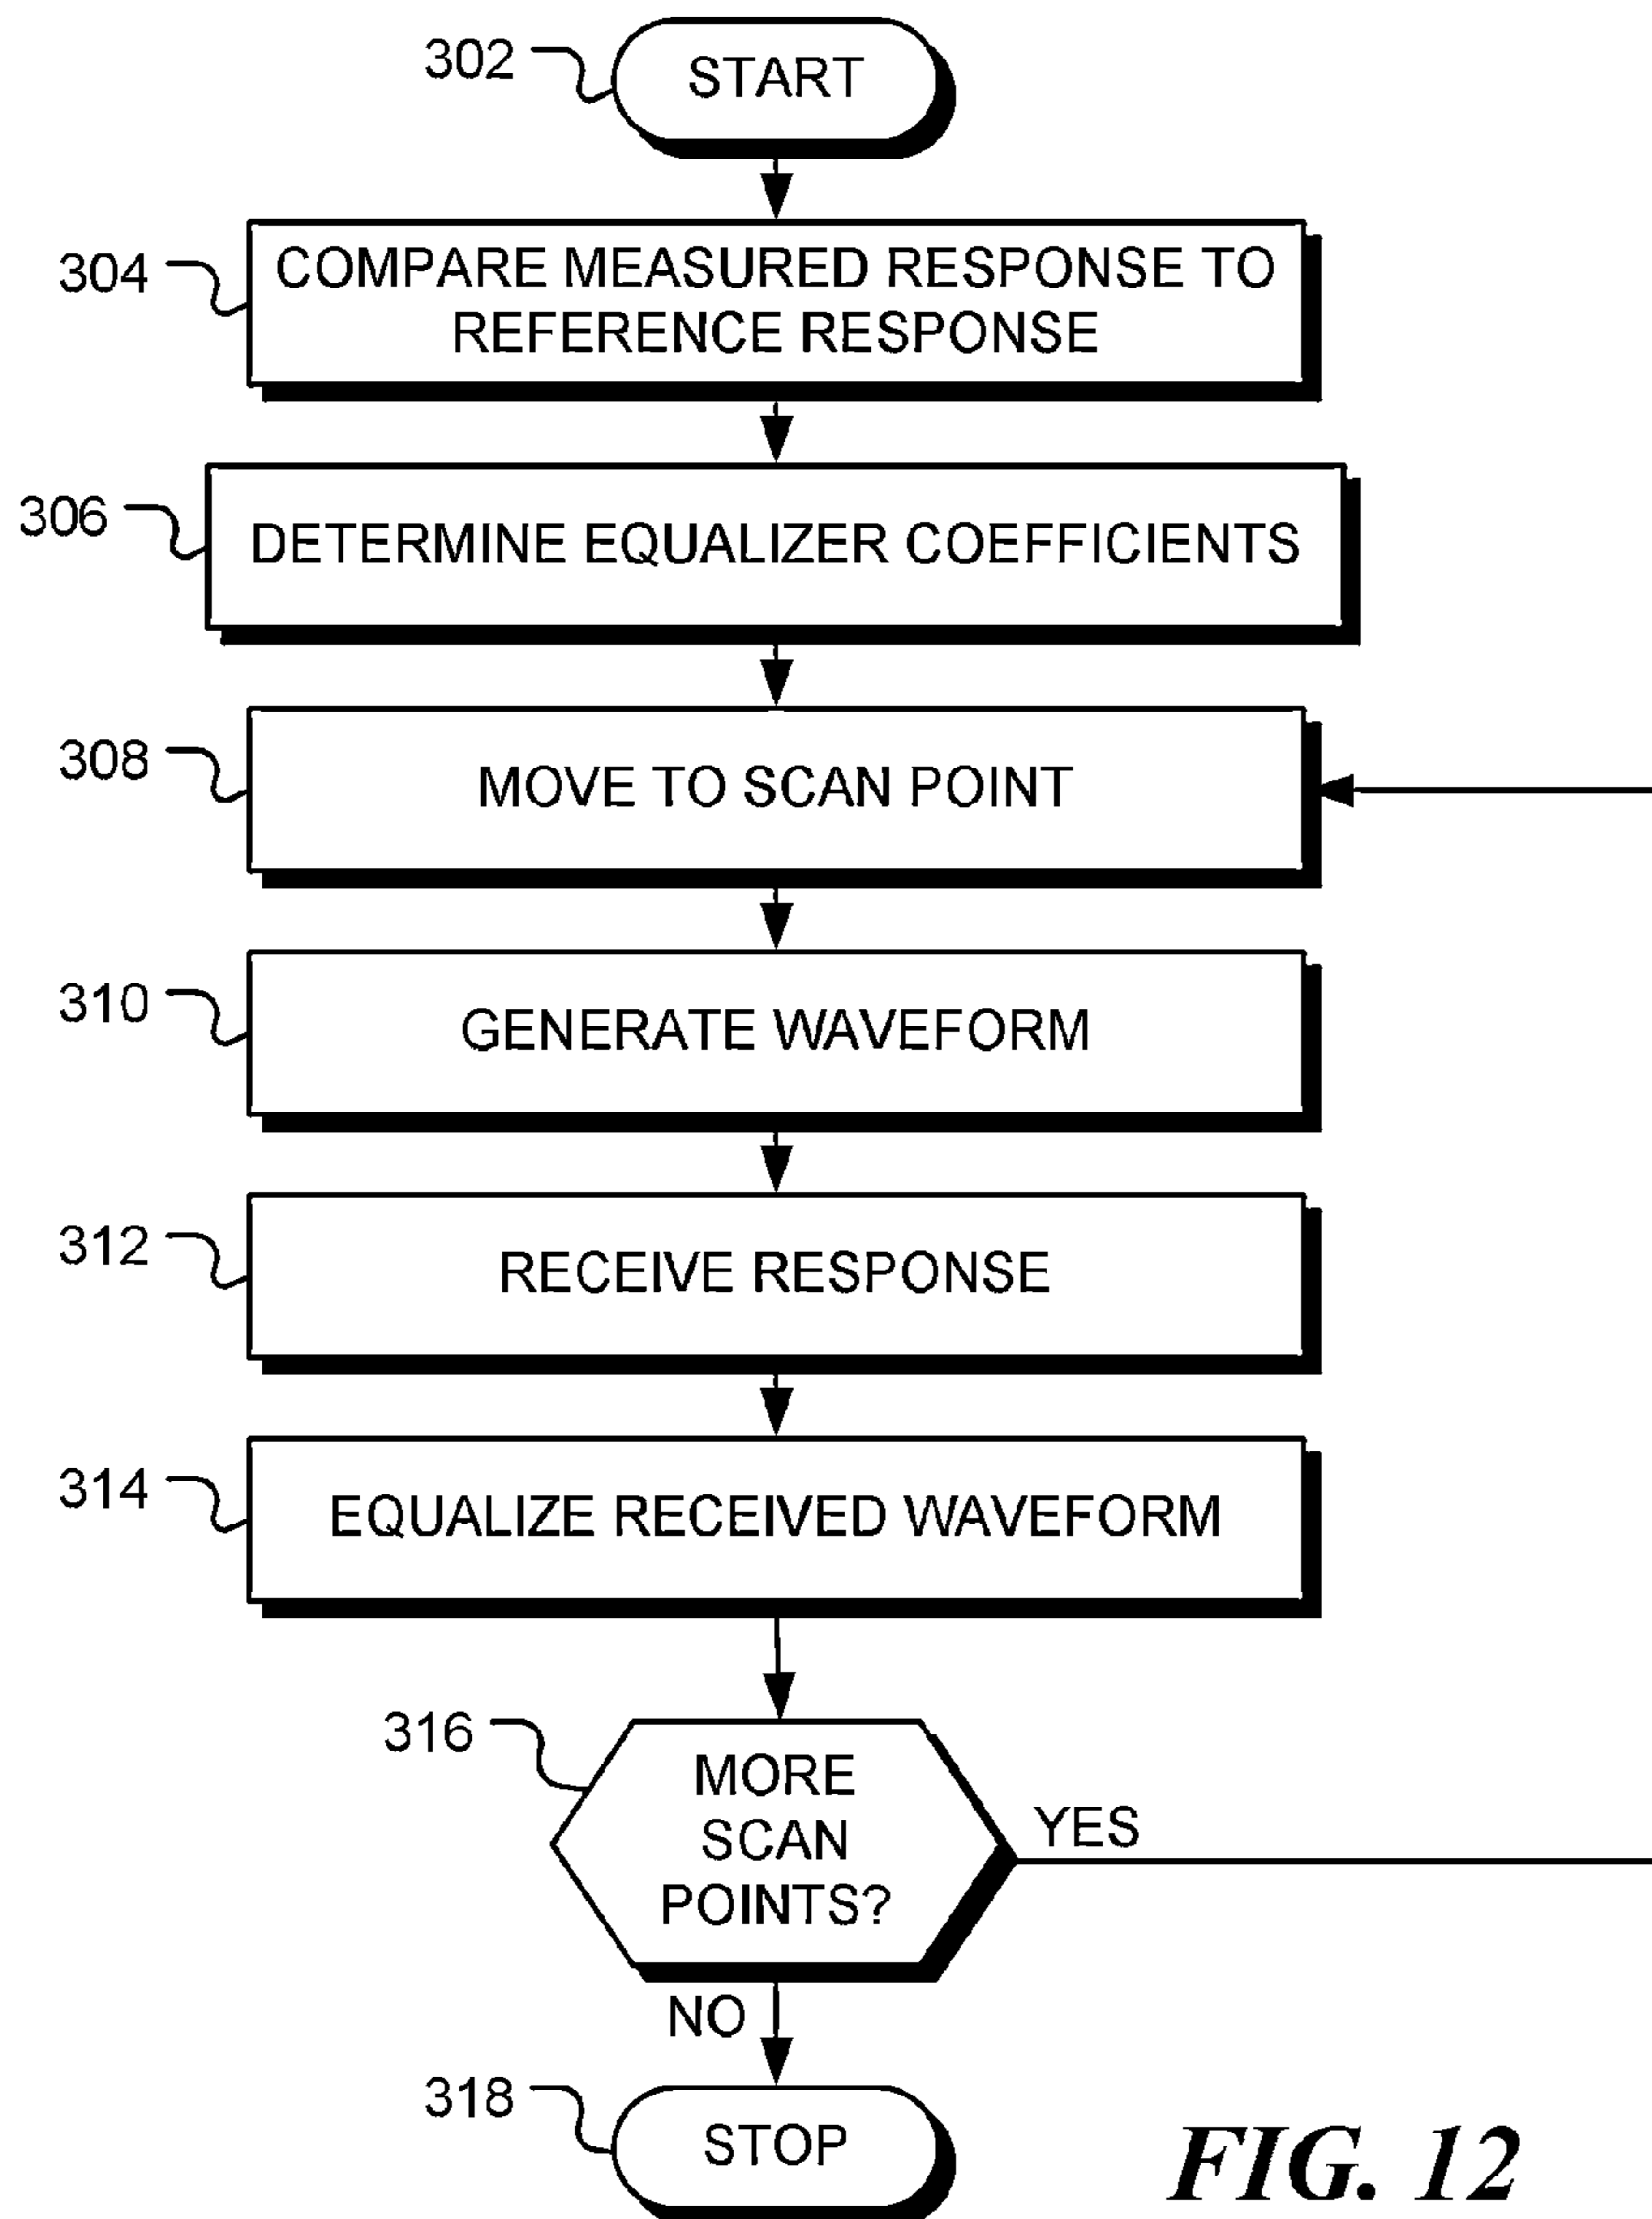 302
START
304
COMPARE MEASURED RESPONSE TO
REFERENCE RESPONSE
306
DETERMINE EQUALIZER COEFFICIENTS
308
MOVE TO SCAN POINT
310
GENERATE WAVEFORM
312
RECEIVE RESPONSE
314
EQUALIZE RECEIVED WAVEFORM
316
MORE
SCAN
POINTS?
YES
NO
318
STOP
FIG. 12